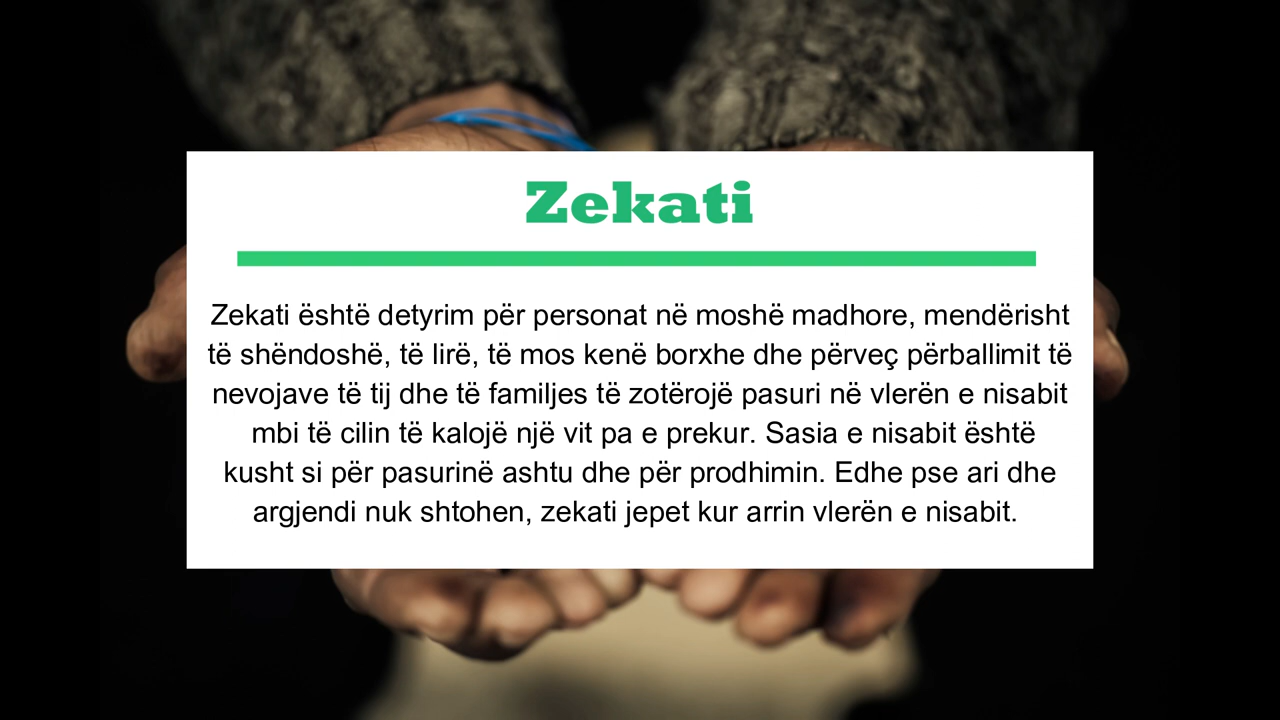 Zekati
Zekati është detyrim për personat në moshë madhore, mendërisht
të shëndoshë, të lirë, të mos kenë borxhe dhe përveç përballimit të
nevojave të tij dhe të familjes të zotërojë pasuri në vlerën e nisabit
mbi të cilin të kalojë një vit pa e prekur. Sasia e nisabit është
kusht si për pasurinë ashtu dhe për prodhimin. Edhe pse ari dhe
argjendi nuk shtohen, zekati jepet kur arrin vlerën e nisabit.